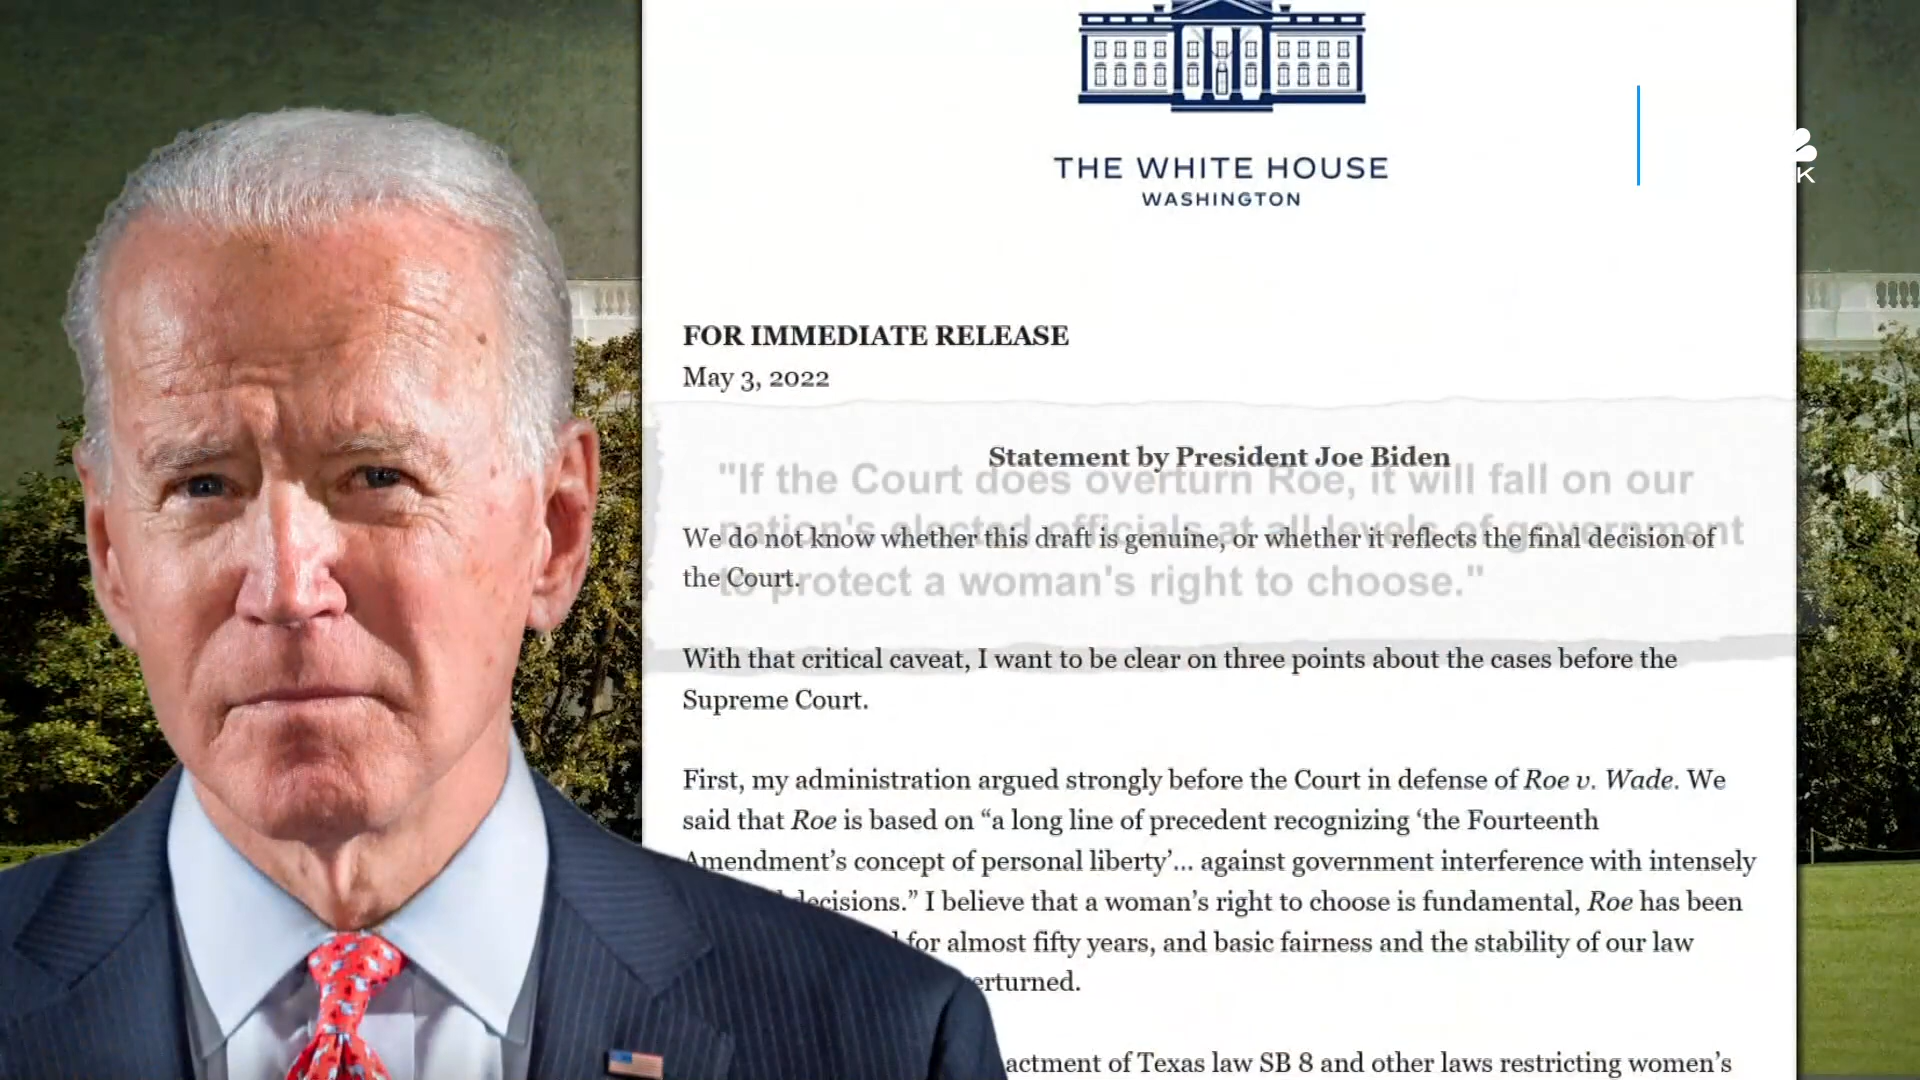 THE WHITE HOUSE
WASHINGTON
K
FOR IMMEDIATE RELEASE
May 3, 2022
Statement by President Joe Biden
"If the Court does overturn Roe, it will fall on our
nation's elected officials at all levels of government
to protect a woman's right to choose."
We do not know whether this draft is genuine, or whether it reflects the final decision of
the Court.
With that critical caveat, I want to be clear on three points about the cases before the
Supreme Court.
First, my administration argued strongly before the Court in defense of Roe v. Wade. We
said that Roe is based on “a long line of precedent recognizing ‘the Fourteenth
Amendment’s concept of personal liberty’... against government interference with intensely
decisions.” I believe that a woman’s right to choose is fundamental, Roe has been
for almost fifty years, and basic fairness and the stability of our law
erturned.
actment of Texas law SB 8 and other laws restricting women’s